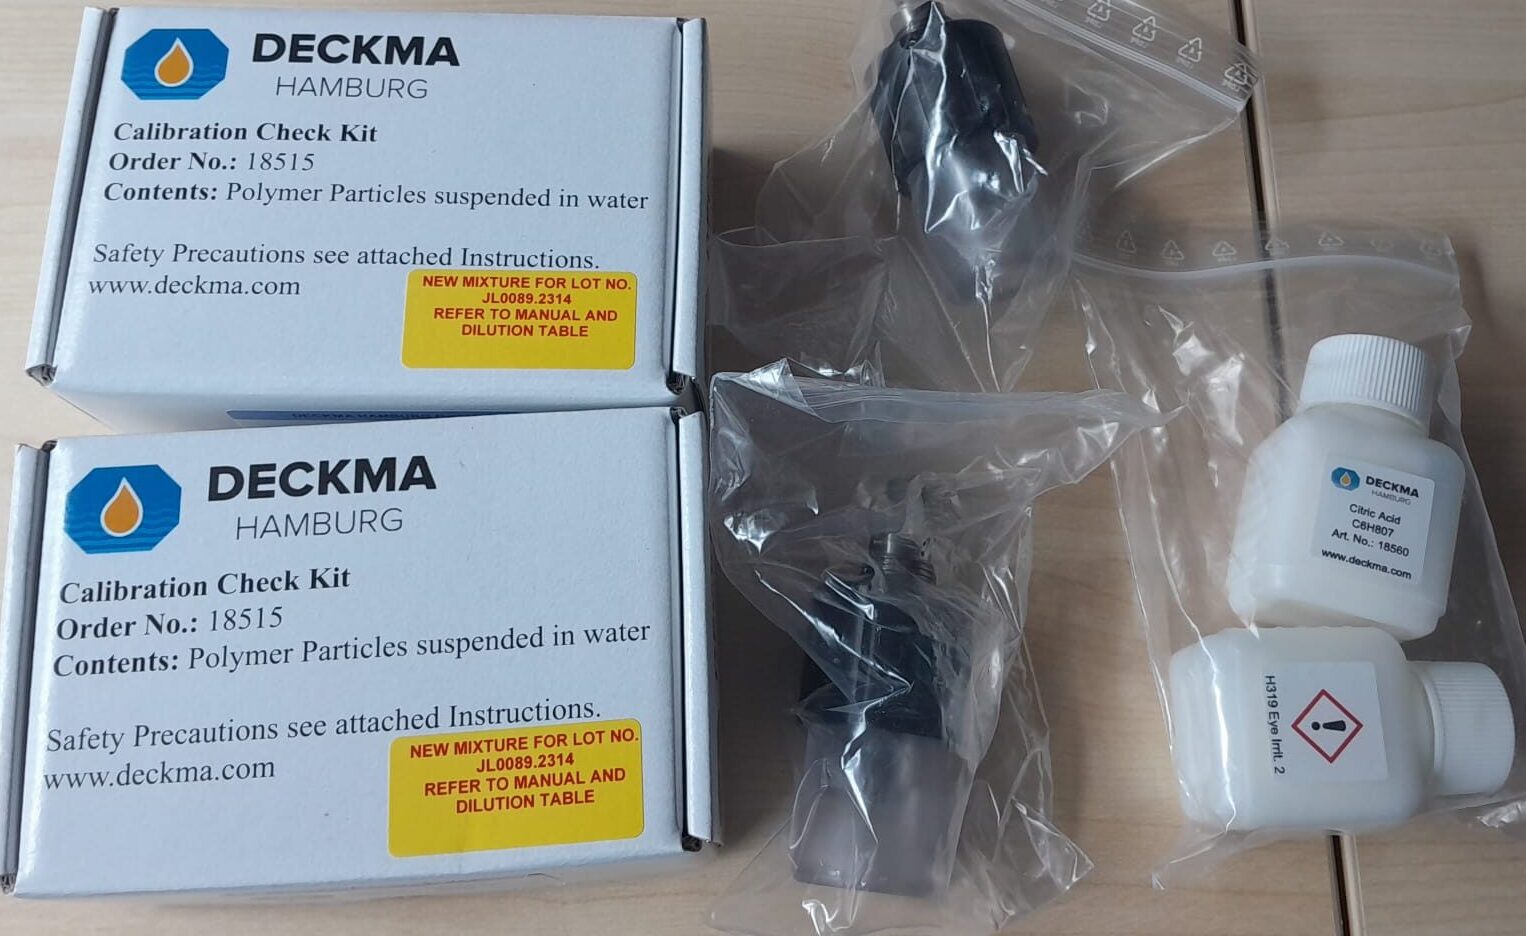 DECKMA
HAMBURG
Calibration Check Kit
Order No.: 18515
Contents: Polymer Particles suspended in water
Safety Precautions see attached Instructions.
www.deckma.com
NEW MIXTURE FOR LOT NO.
JL0089.2314
REFER TO MANUAL AND
DILUTION TABLE
DECKMA HAMBURG
DECKMA
HAMBURG
Calibration Check Kit
Order No.: 18515
Contents: Polymer Particles suspended in water
Safety Precautions see attached Instructions.
www.deckma.com
NEW MIXTURE FOR LOT NO.
JL0089.2314
REFER TO MANUAL AND
DILUTION TABLE
DECKMA
HAMBURG
Citric Acid
C6H807
Art. No.: 18560
www.deckma.com
H319 Eye Irrit. 2